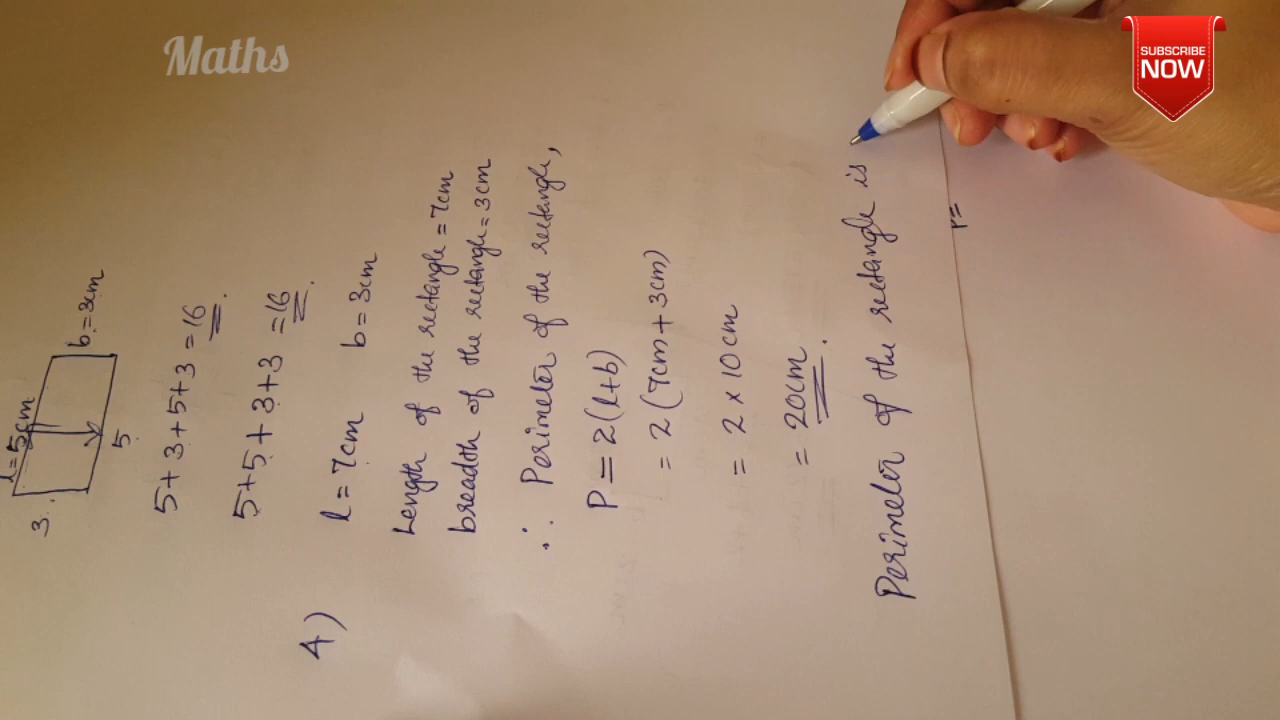 Maths
SUBSCRIBE
NOW
l=5cm
b=3cm
3
5
5+3+5+3=16.
5+5+3+3=16.
A)
l=7cm b=3cm
Length of the rectangle=7cm
breadth of the rectangle=3cm
∴ Perimeter of the rectangle,
P=2(l+b)
=2(7cm+3cm)
=2×10cm
=20cm.
Perimeter of the rectangle is